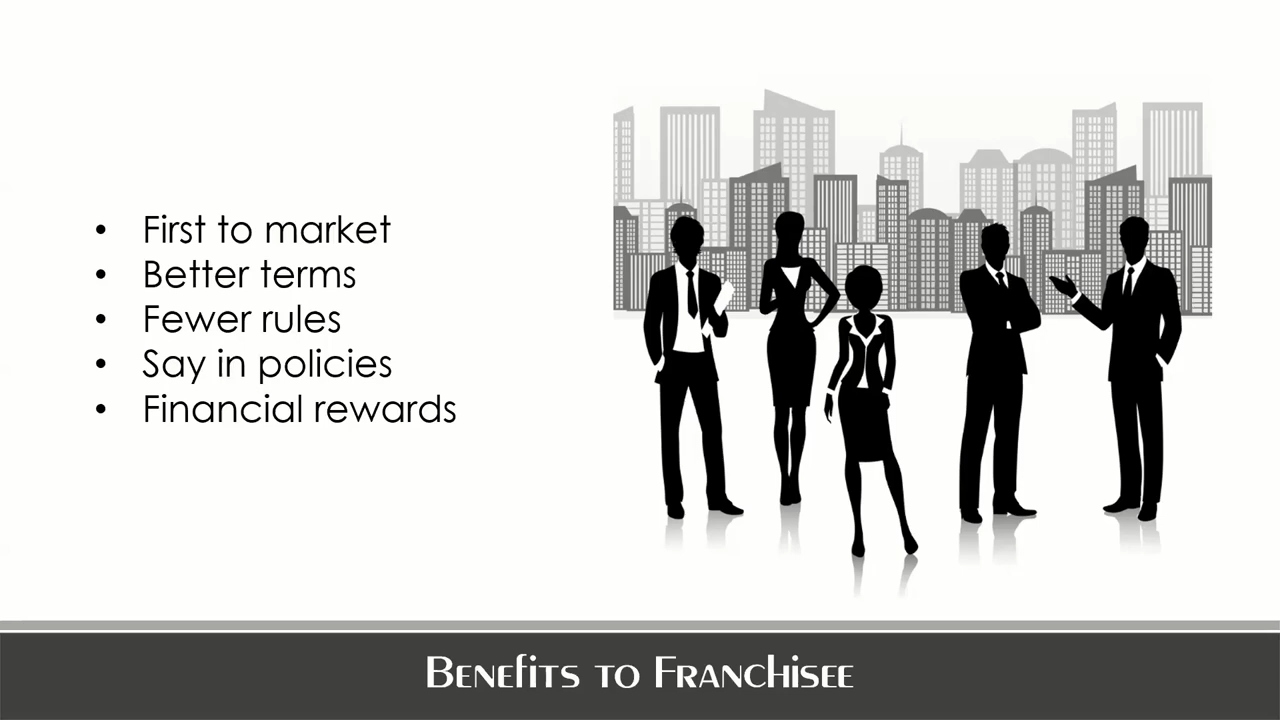 • First to market
• Better terms
• Fewer rules
• Say in policies
• Financial rewards
Benefits to Franchisee